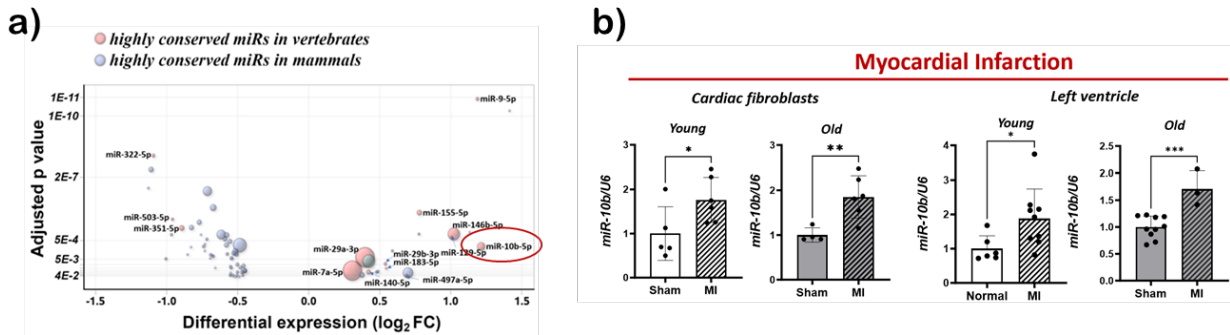 a)
highly conserved miRs in vertebrates
highly conserved miRs in mammals
Adjusted p value
1E-11
1E-10
2E-7
5E-4
5E-3
4E-2
miR-9-5p
miR-322-5p
miR-503-5p
miR-351-5p
miR-155-5p
miR-146b-5p
miR-10b-5p
miR-29a-3p
miR-29b-3p
miR-129-5p
miR-183-5p
miR-7a-5p
miR-140-5p
miR-497a-5p
-1.5 -1.0 -0.5 0.0 0.5 1.0 1.5
Differential expression (log2 FC)
b)
Myocardial Infarction
Cardiac fibroblasts
Left ventricle
Young
*
miR-10b/U6
3
2
1
0
Sham MI
Old
**
miR-10b/U6
3
2
1
0
Sham MI
Young
*
miR-10b/U6
4
3
2
1
0
Normal MI
Old
***
miR-10b/U6
2.5
2.0
1.5
1.0
0.5
0.0
Sham MI